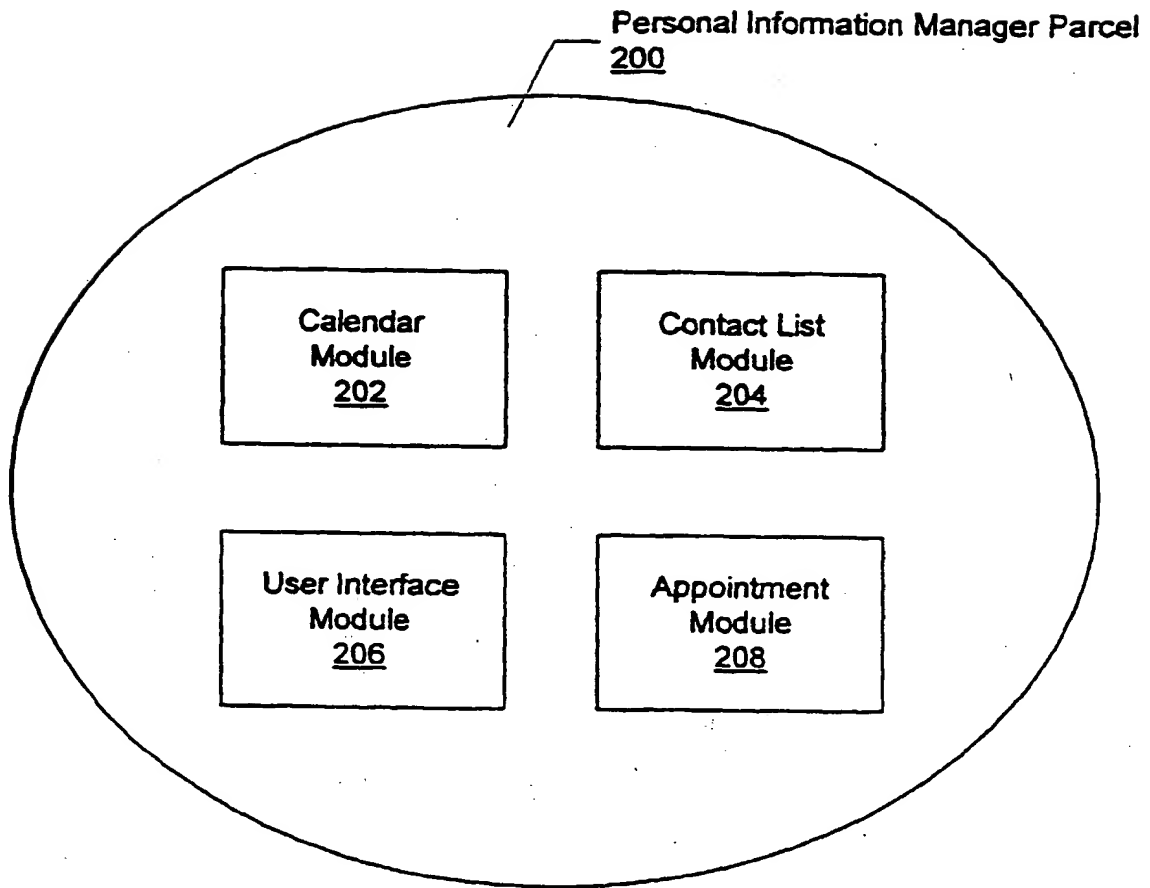 Personal Information Manager Parcel
200
Calendar
Module
202
Contact List
Module
204
User Interface
Module
206
Appointment
Module
208